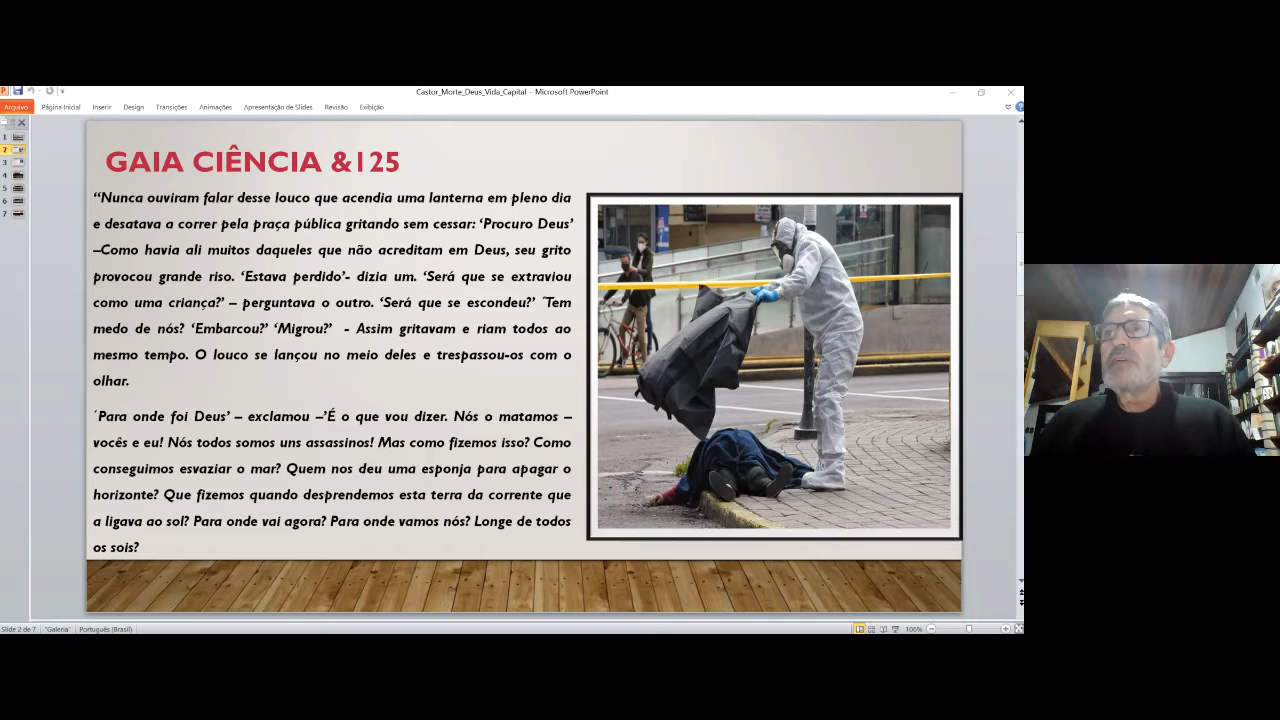 Castor_Morte_Deus_Vida_Capital - Microsoft PowerPoint
Arquivo Página Inicial Inserir Design Transições Animações Apresentação de Slides Revisão Exibição
1
2
3
4
5
6
7
GAIA CIÊNCIA &125
“Nunca ouviram falar desse louco que acendia uma lanterna em pleno dia
e desatava a correr pela praça pública gritando sem cessar: ‘Procuro Deus’
–Como havia ali muitos daqueles que não acreditam em Deus, seu grito
provocou grande riso. ‘Estava perdido’- dizia um. ‘Será que se extraviou
como uma criança?’ – perguntava o outro. ‘Será que se escondeu?’ ´Tem
medo de nós? ‘Embarcou?’ ‘Migrou?’ - Assim gritavam e riam todos ao
mesmo tempo. O louco se lançou no meio deles e trespassou-os com o
olhar.
´Para onde foi Deus’ – exclamou –’É o que vou dizer. Nós o matamos –
vocês e eu! Nós todos somos uns assassinos! Mas como fizemos isso? Como
conseguimos esvaziar o mar? Quem nos deu uma esponja para apagar o
horizonte? Que fizemos quando desprendemos esta terra da corrente que
a ligava ao sol? Para onde vai agora? Para onde vamos nós? Longe de todos
os sois?
Slide 2 de 7 "Galeria" Português (Brasil) 106%